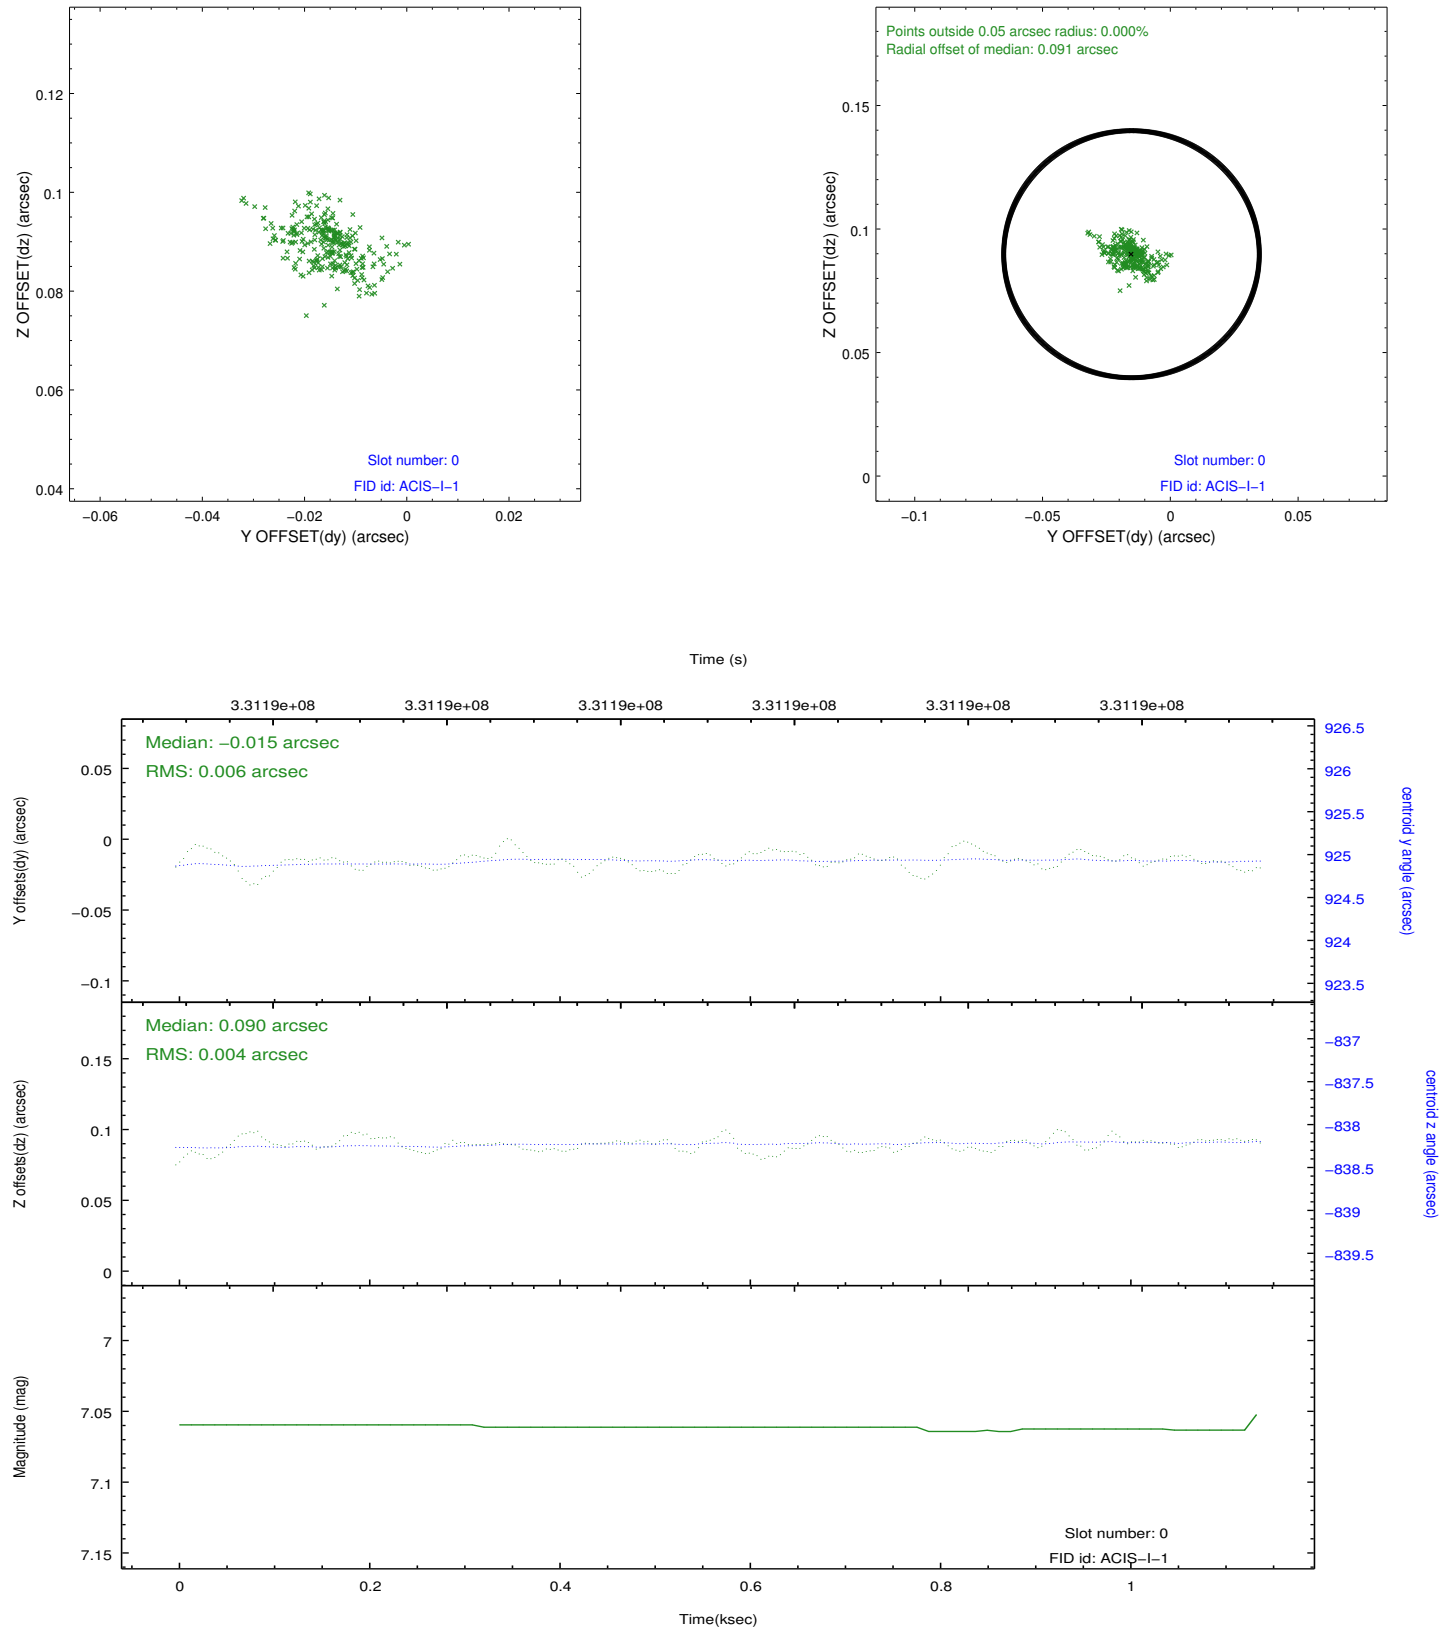 0.12
0.1
0.08
0.06
0.04
Z OFFSET(dz) (arcsec)
Slot number: 0
FID id: ACIS−I−1
−0.06
−0.04
−0.02
0
0.02
Y OFFSET(dy) (arcsec)
Points outside 0.05 arcsec radius: 0.000%
Radial offset of median: 0.091 arcsec
0.15
0.1
0.05
0
Z OFFSET(dz) (arcsec)
Slot number: 0
FID id: ACIS−I−1
−0.1
−0.05
0
0.05
Y OFFSET(dy) (arcsec)
Time (s)
3.3119e+08
3.3119e+08
3.3119e+08
3.3119e+08
3.3119e+08
3.3119e+08
Median: −0.015 arcsec
RMS: 0.006 arcsec
0.05
0
−0.05
−0.1
Y offsets(dy) (arcsec)
926.5
926
925.5
925
924.5
924
923.5
centroid y angle (arcsec)
Median: 0.090 arcsec
RMS: 0.004 arcsec
0.15
0.1
0.05
0
Z offsets(dz) (arcsec)
−837
−837.5
−838
−838.5
−839
−839.5
centroid z angle (arcsec)
7
7.05
7.1
7.15
Magnitude (mag)
Slot number: 0
FID id: ACIS−I−1
0
0.2
0.4
0.6
0.8
1
Time(ksec)